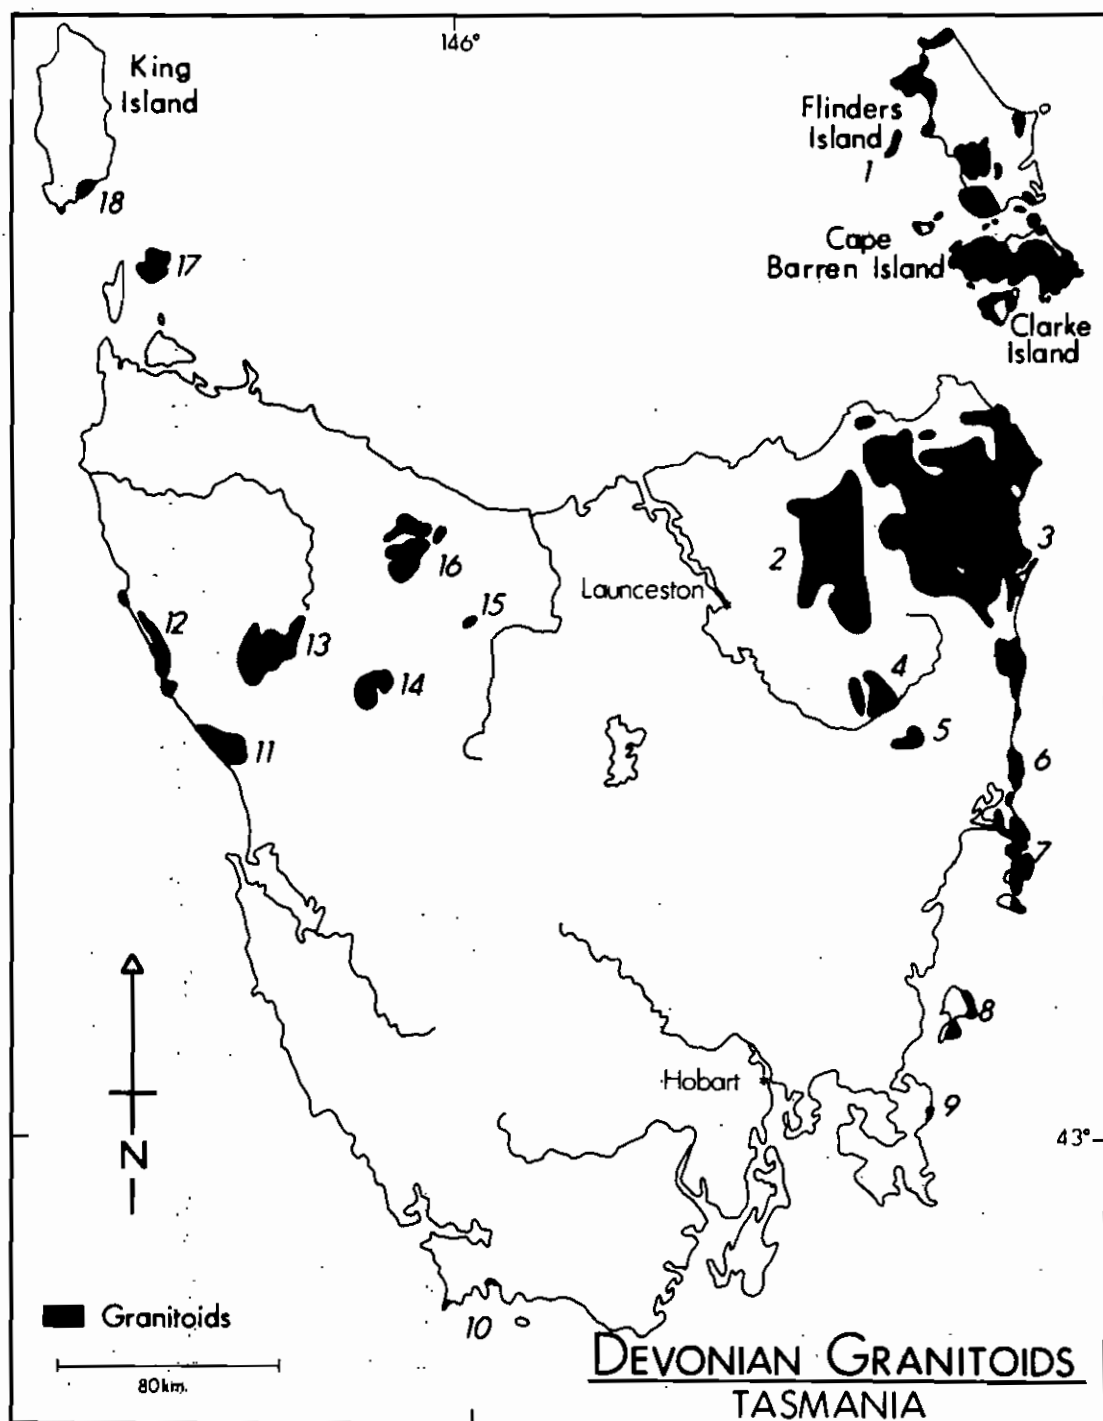 146°
King
Island
Flinders
Island
1
18
17
Cape
Barren Island
Clarke
Island
2
3
16
Launceston
15
12
13
14
4
5
11
6
7
8
Hobart
9
43°
N
10
Granitoids
80km.
DEVONIAN GRANITOIDS
TASMANIA